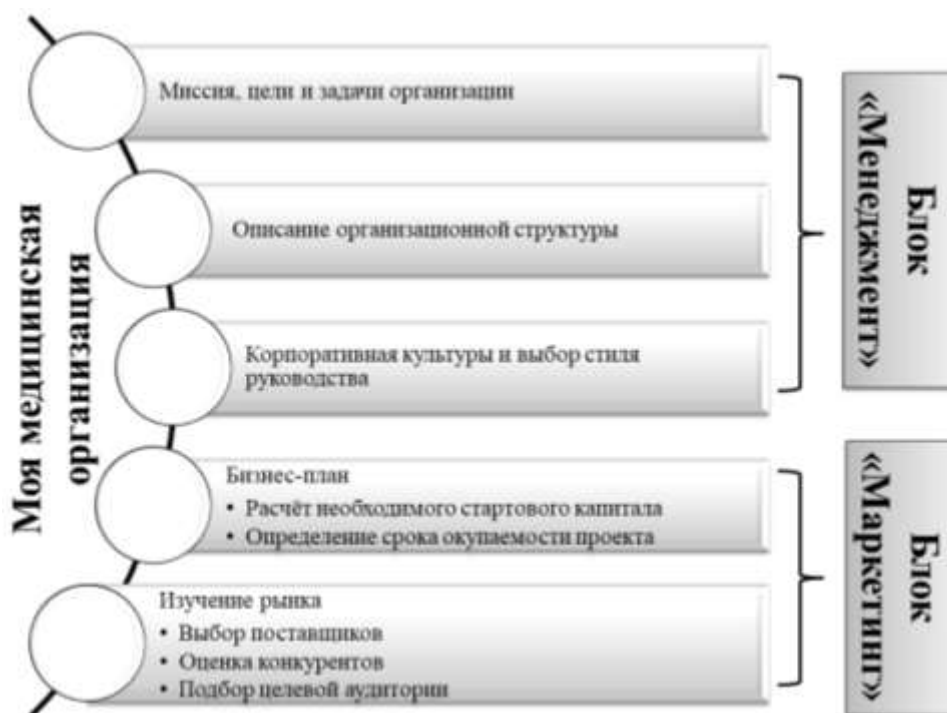 Моя медицинская
организация
Миссия, цели и задачи организации
Описание организационной структуры
Корпоративная культуры и выбор стиля
руководства
Блок
«Менеджмент»
Бизнес-план
• Расчёт необходимого стартового капитала
• Определение срока окупаемости проекта
Изучение рынка
• Выбор поставщиков
• Оценка конкурентов
• Подбор целевой аудитории
Блок
«Маркетинг»